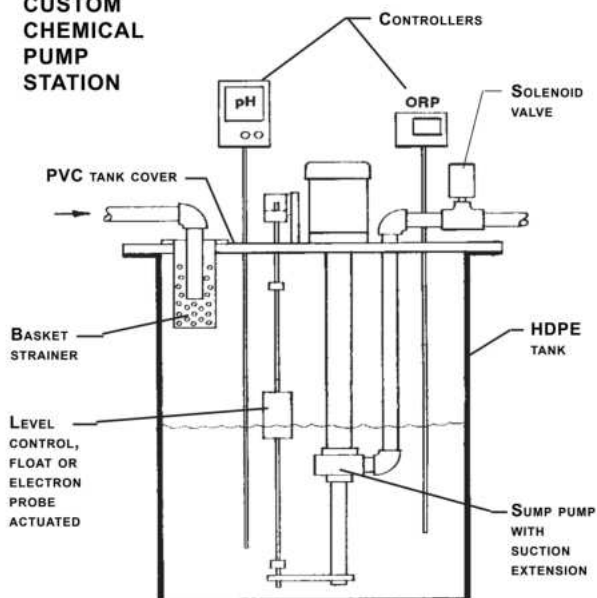 CUSTOM
CHEMICAL
PUMP
STATION
CONTROLLERS
pH
ORP
SOLENOID
VALVE
PVC TANK COVER
BASKET
STRAINER
HDPE
TANK
LEVEL
CONTROL,
FLOAT OR
ELECTRON
PROBE
ACTUATED
SUMP PUMP
WITH
SUCTION
EXTENSION